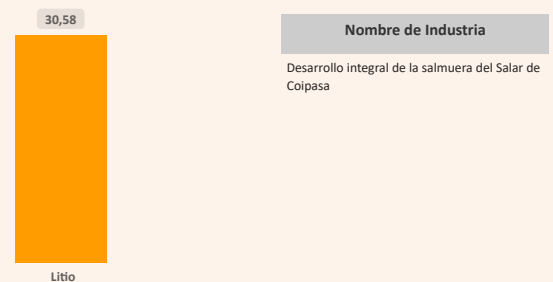 30,58
Litio
Nombre de Industria
Desarrollo integral de la salmuera del Salar de
Coipasa